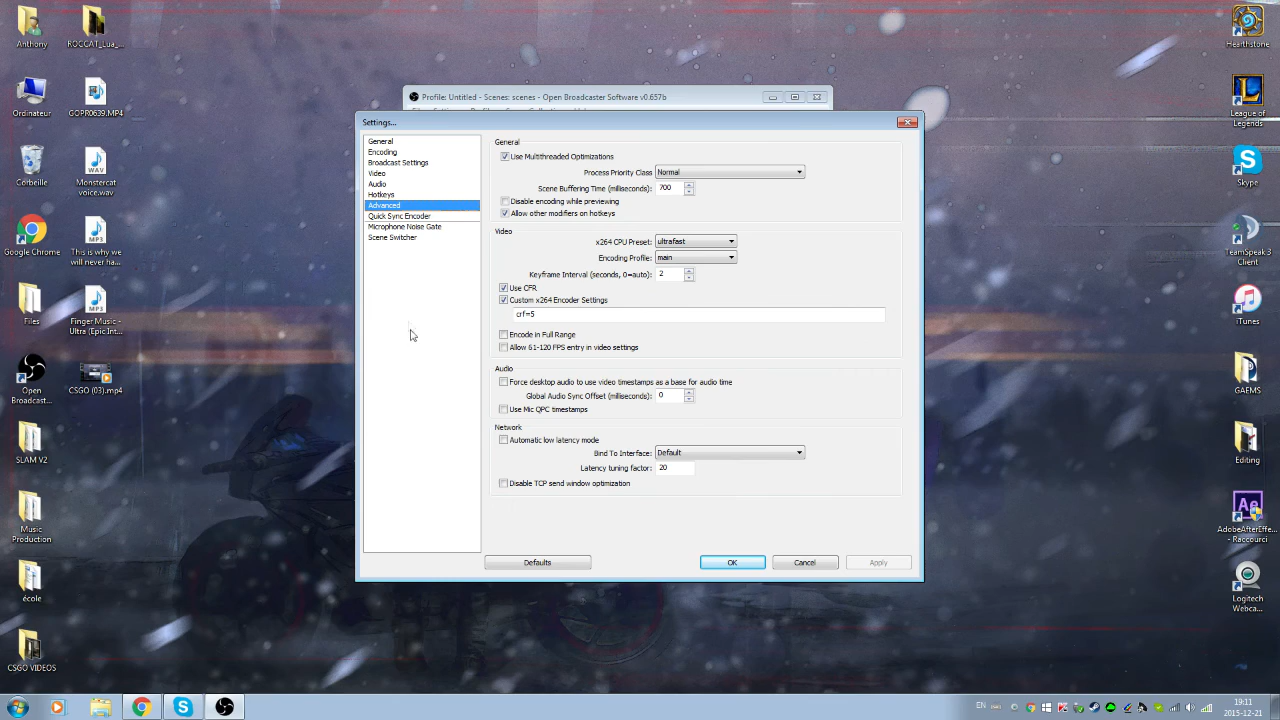 Anthony
ROCCAT_Lua_...
Ordinateur
GOPR0639.MP4
Corbeille
Monstercat
voice.wav
Google Chrome
This is why we
will never ha...
Files
Finger Music -
Ultra (Epic Int...
Open
Broadcast...
CSGO (03).mp4
SLAM V2
Music
Production
école
CSGO VIDEOS
Profile: Untitled - Scenes: scenes - Open Broadcaster Software v0.657b
Settings...
General
Encoding
Broadcast Settings
Video
Audio
Hotkeys
Advanced
Quick Sync Encoder
Microphone Noise Gate
Scene Switcher
General
Use Multithreaded Optimizations
Process Priority Class
Normal
Scene Buffering Time (miliseconds):
700
Disable encoding while previewing
Allow other modifiers on hotkeys
Video
x264 CPU Preset:
ultrafast
Encoding Profile:
main
Keyframe Interval (seconds, 0=auto):
2
Use CFR
Custom x264 Encoder Settings
crf=5
Encode in Full Range
Allow 61-120 FPS entry in video settings
Audio
Force desktop audio to use video timestamps as a base for audio time
Global Audio Sync Offset (miliseconds):
0
Use Mic QPC timestamps
Network
Automatic low latency mode
Bind To Interface:
Default
Latency tuning factor:
20
Disable TCP send window optimization
Defaults
OK
Cancel
Apply
Hearthstone
League of
Legends
Skype
TeamSpeak 3
Client
iTunes
GAEMS
Editing
AdobeAfterEffe...
- Raccourci
Logitech
Webca...
EN
19:11
2015-12-21